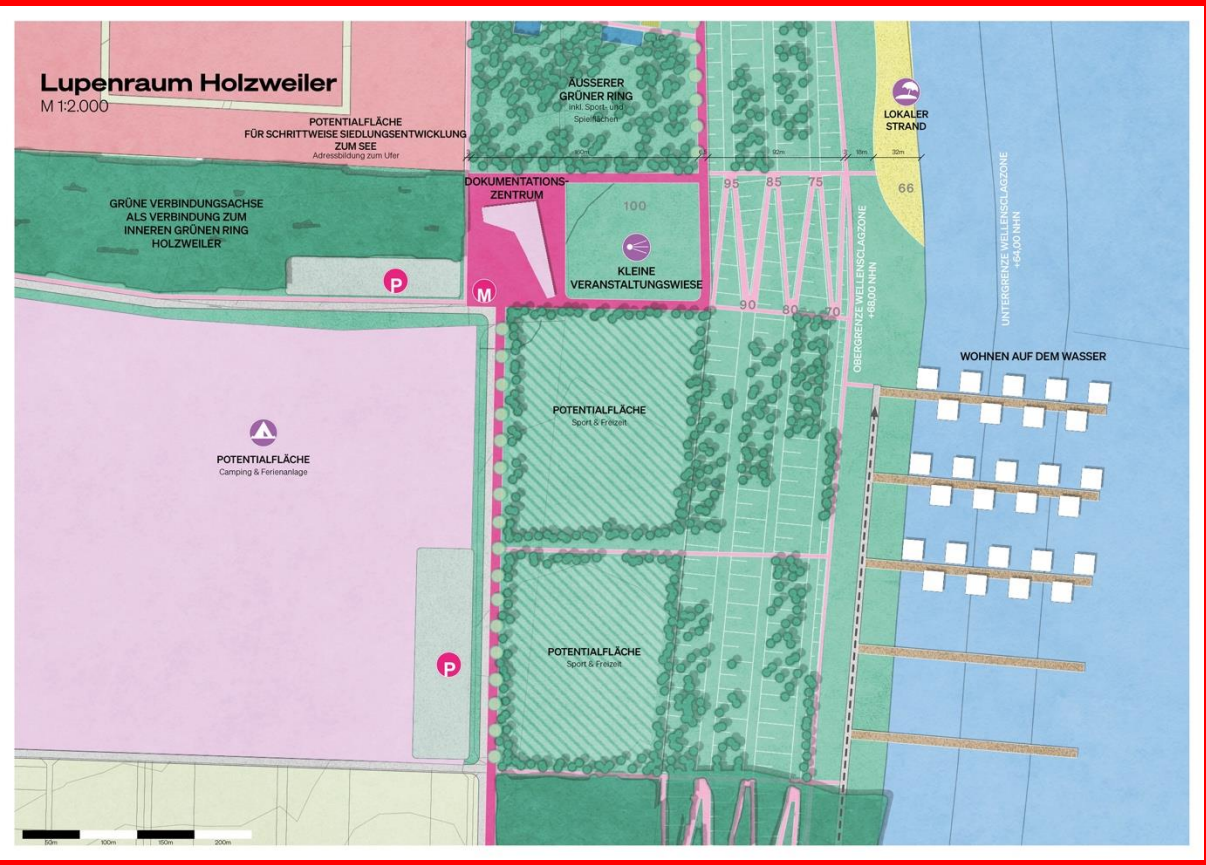 Lupenraum Holzweiler
M 1:2.000
POTENTIALFLÄCHE
FÜR SCHRITTWEISE SIEDLUNGSENTWICKLUNG
ZUM SEE
Adressbildung zum Ufer
ÄUSSERER
GRÜNER RING
inkl. Sport- und
Spielflächen
LOKALER
STRAND
100m
92m
18m
32m
GRÜNE VERBINDUNGSACHSE
ALS VERBINDUNG ZUM
INNEREN GRÜNEN RING
HOLZWEILER
DOKUMENTATIONS-
ZENTRUM
100
95
85
75
66
KLEINE
VERANSTALTUNGSWIESE
P
M
90
80
70
OBERGRENZE WELLENSCLAGZONE
+68,00 NHN
UNTERGRENZE WELLENSCLAGZONE
+64,00 NHN
WOHNEN AUF DEM WASSER
POTENTIALFLÄCHE
Sport & Freizeit
POTENTIALFLÄCHE
Camping & Ferienanlage
POTENTIALFLÄCHE
Sport & Freizeit
P
50m
100m
150m
200m